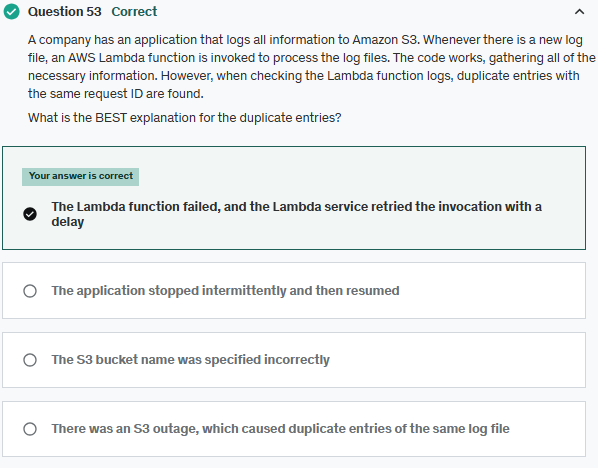 Question 53 Correct
A company has an application that logs all information to Amazon S3. Whenever there is a new log
file, an AWS Lambda function is invoked to process the log files. The code works, gathering all of the
necessary information. However, when checking the Lambda function logs, duplicate entries with
the same request ID are found.
What is the BEST explanation for the duplicate entries?
Your answer is correct
The Lambda function failed, and the Lambda service retried the invocation with a
delay
The application stopped intermittently and then resumed
The S3 bucket name was specified incorrectly
There was an S3 outage, which caused duplicate entries of the same log file